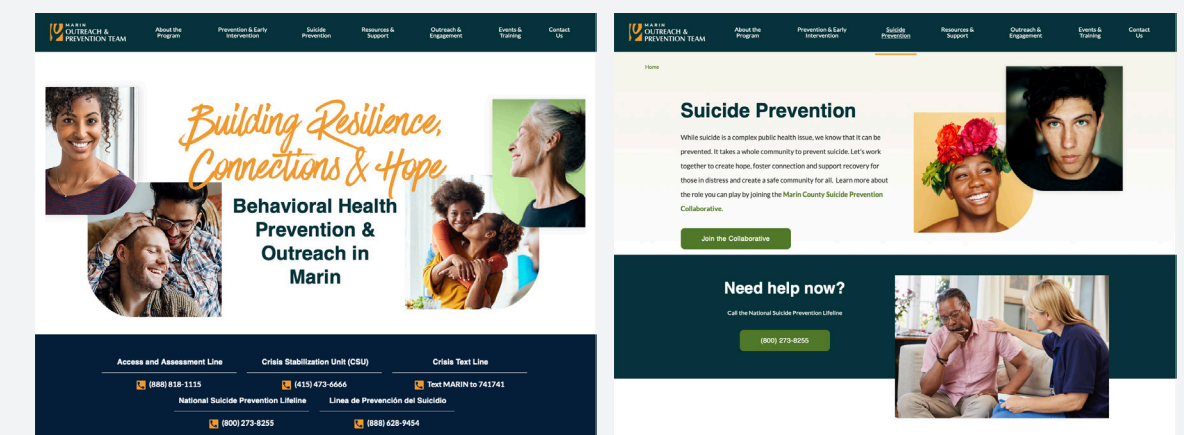 MARIN
OUTREACH &
PREVENTION TEAM
About the
Program
Prevention & Early
Intervention
Suicide
Prevention
Resources &
Support
Outreach &
Engagement
Events &
Training
Contact
Us
Building Resilience,
Connections & Hope
Behavioral Health
Prevention &
Outreach in
Marin
Access and Assessment Line
(888) 818-1115
Crisis Stabilization Unit (CSU)
(415) 473-6666
Crisis Text Line
Text MARIN to 741741
National Suicide Prevention Lifeline
(800) 273-8255
Linea de Prevención del Suicidio
(888) 628-9454
MARIN
OUTREACH &
PREVENTION TEAM
About the
Program
Prevention & Early
Intervention
Suicide
Prevention
Resources &
Support
Outreach &
Engagement
Events &
Training
Contact
Us
Home
Suicide Prevention
While suicide is a complex public health issue, we know that it can be
prevented. It takes a whole community to prevent suicide. Let's work
together to create hope, foster connection and support recovery for
those in distress and create a safe community for all. Learn more about
the role you can play by joining the Marin County Suicide Prevention
Collaborative.
Join the Collaborative
Need help now?
Call the National Suicide Prevention Lifeline
(800) 273-8255